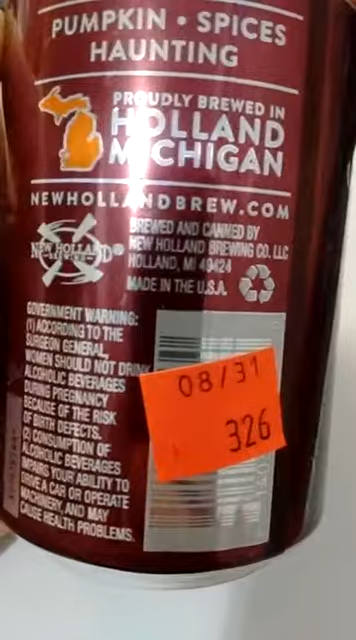 PUMPKIN • SPICES
HAUNTING
PROUDLY BREWED IN
HOLLAND
MICHIGAN
NEWHOLLANDBREW.COM
NEW HOLLAND®
BREWING
BREWED AND CANNED BY
NEW HOLLAND BREWING CO. LLC
HOLLAND, MI 49424
MADE IN THE U.S.A.
GOVERNMENT WARNING:
(1) ACCORDING TO THE
SURGEON GENERAL,
WOMEN SHOULD NOT DRINK
ALCOHOLIC BEVERAGES
DURING PREGNANCY
BECAUSE OF THE RISK
OF BIRTH DEFECTS.
(2) CONSUMPTION OF
ALCOHOLIC BEVERAGES
IMPAIRS YOUR ABILITY TO
DRIVE A CAR OR OPERATE
MACHINERY, AND MAY
CAUSE HEALTH PROBLEMS.
08/31
326